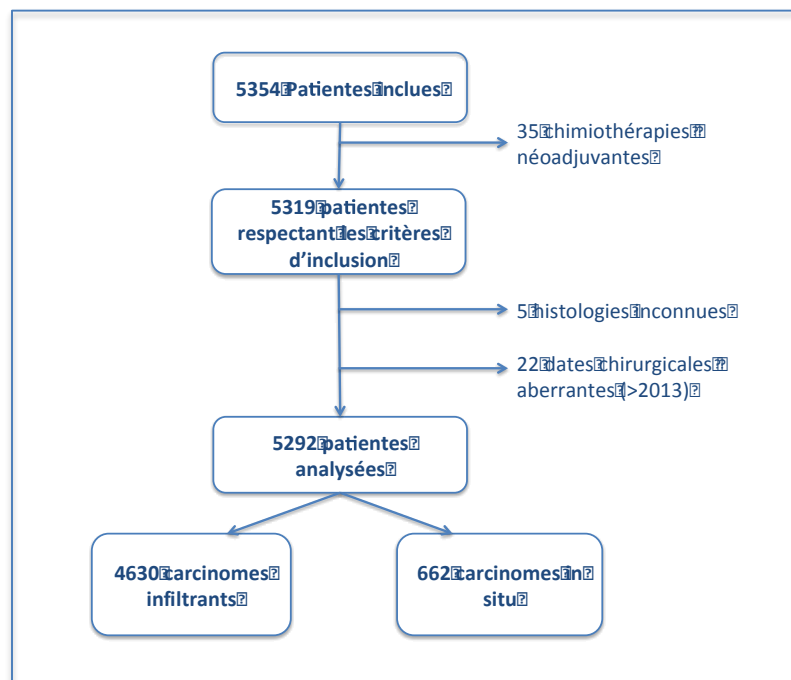 5354 Patientes inclues
35 chimiothérapies
néoadjuvantes
5319 patientes
respectant les critères
d'inclusion
5 histologies inconnues
22 dates chirurgicales
aberrantes (>2013)
5292 patientes
analysées
4630 carcinomes
infiltrants
662 carcinomes in
situ